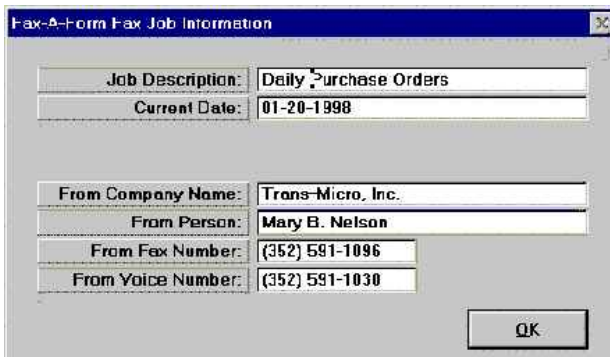 Fax-A-Form Fax Job Information
Job Description: Daily Purchase Orders
Current Date: 01-20-1998
From Company Name: Trans-Micro, Inc.
From Person: Mary B. Nelson
From Fax Number: (352) 591-1096
From Voice Number: (352) 591-1030
OK